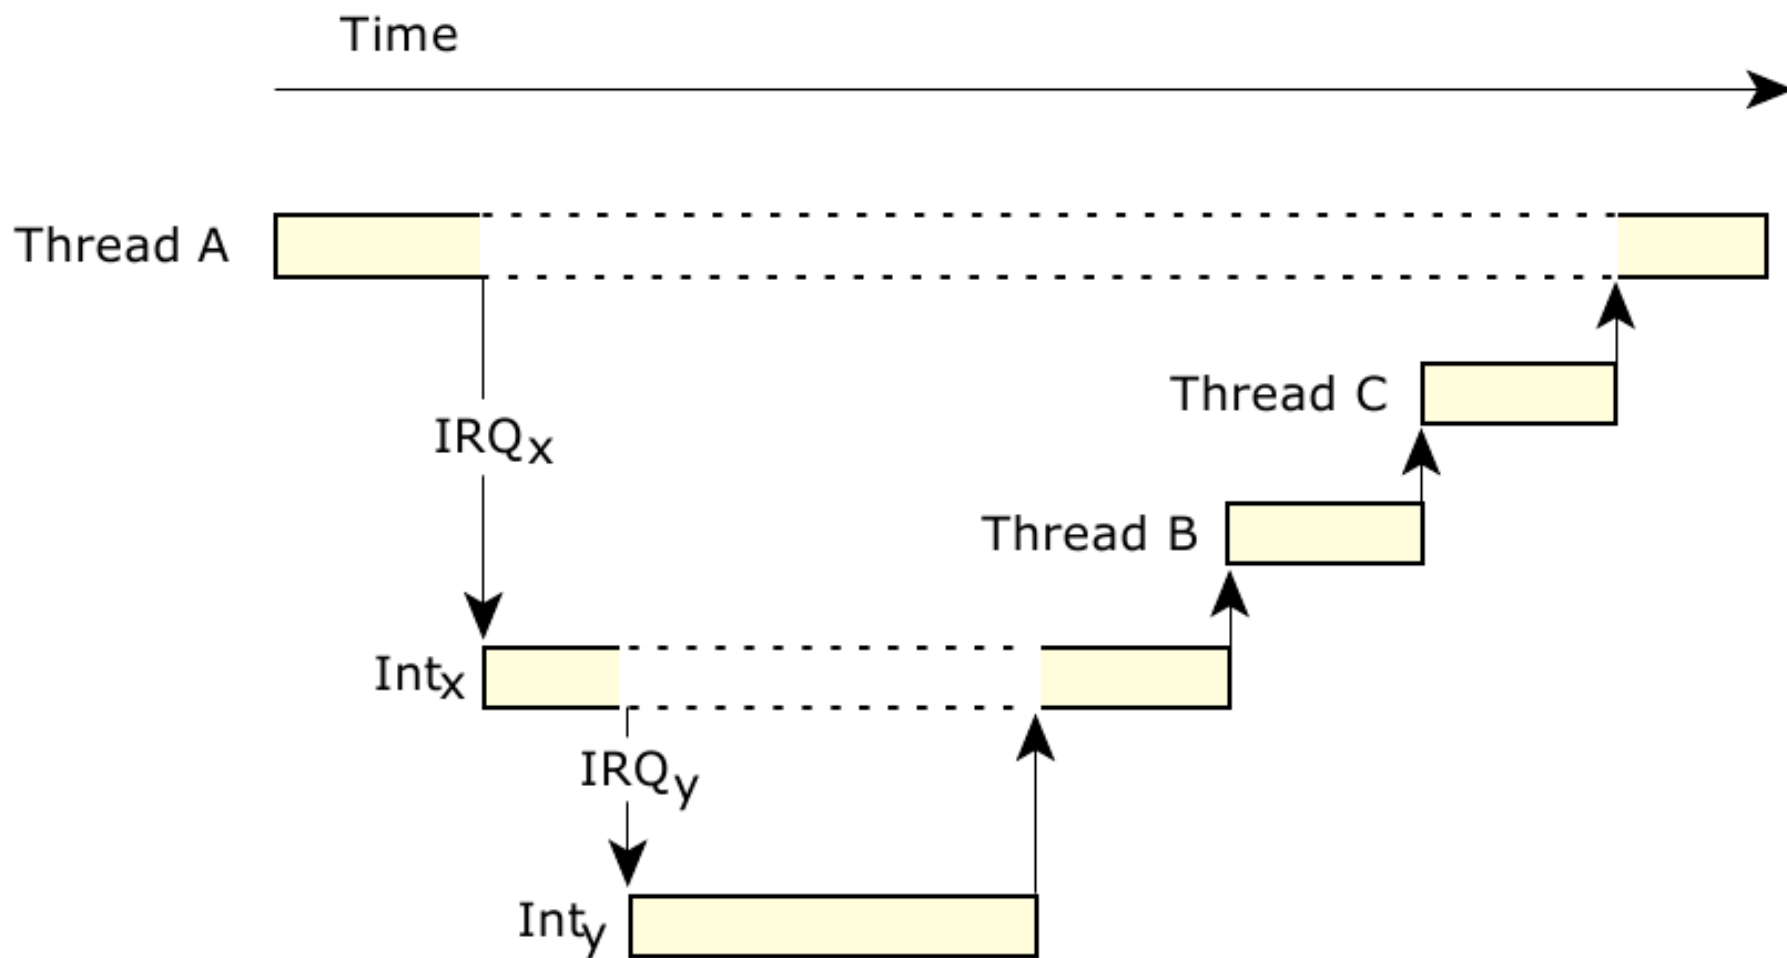 Time
Thread A
Thread C
IRQx
Thread B
Intx
IRQy
Inty